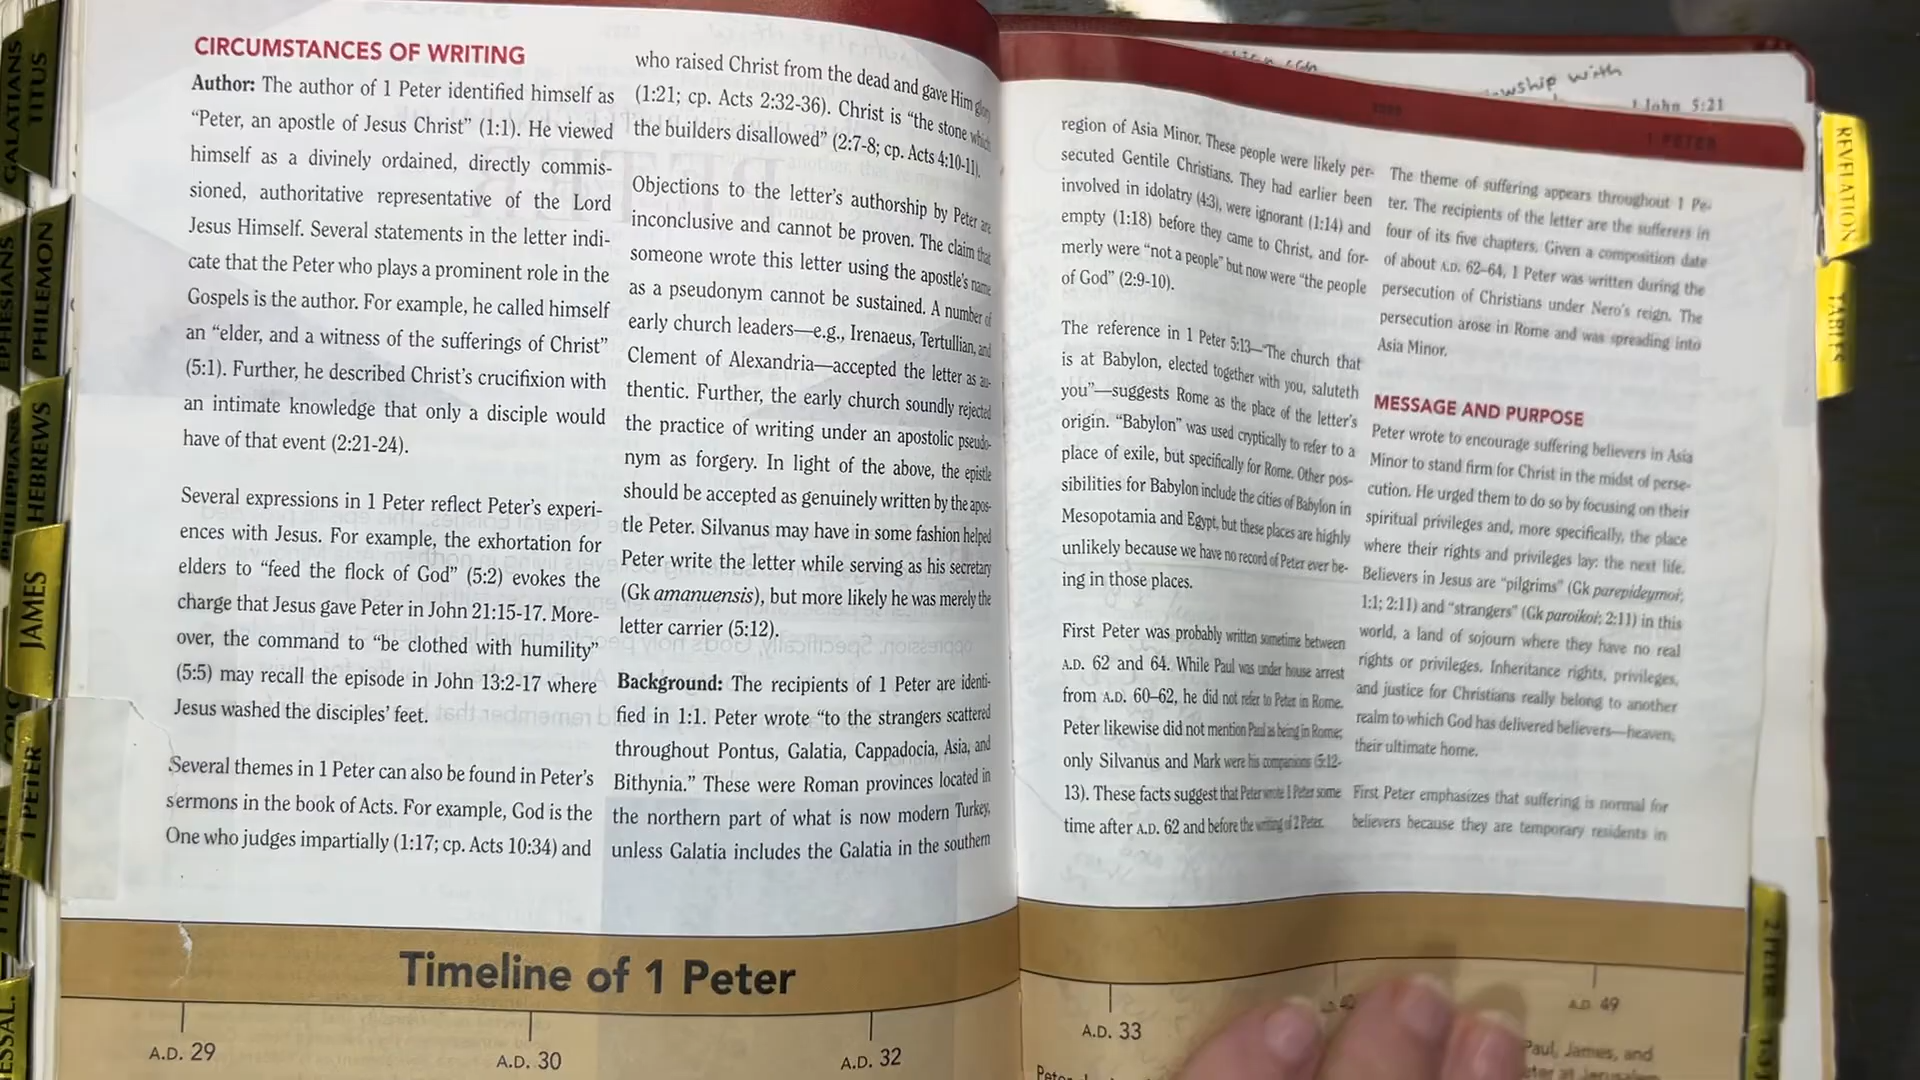 CIRCUMSTANCES OF WRITING
Author: The author of 1 Peter identified himself as
“Peter, an apostle of Jesus Christ” (1:1). He viewed
himself as a divinely ordained, directly commis-
sioned, authoritative representative of the Lord
Jesus Himself. Several statements in the letter indi-
cate that the Peter who plays a prominent role in the
Gospels is the author. For example, he called himself
an “elder, and a witness of the sufferings of Christ”
(5:1). Further, he described Christ’s crucifixion with
an intimate knowledge that only a disciple would
have of that event (2:21-24).
Several expressions in 1 Peter reflect Peter’s experi-
ences with Jesus. For example, the exhortation for
elders to “feed the flock of God” (5:2) evokes the
charge that Jesus gave Peter in John 21:15-17. More-
over, the command to “be clothed with humility”
(5:5) may recall the episode in John 13:2-17 where
Jesus washed the disciples’ feet.
Several themes in 1 Peter can also be found in Peter’s
sermons in the book of Acts. For example, God is the
One who judges impartially (1:17; cp. Acts 10:34) and
who raised Christ from the dead and gave Him glory
(1:21; cp. Acts 2:32-36). Christ is “the stone which
the builders disallowed” (2:7-8; cp. Acts 4:10-11).
Objections to the letter’s authorship by Peter are
inconclusive and cannot be proven. The claim that
someone wrote this letter using the apostle’s name
as a pseudonym cannot be sustained. A number of
early church leaders—e.g., Irenaeus, Tertullian, and
Clement of Alexandria—accepted the letter as au-
thentic. Further, the early church soundly rejected
the practice of writing under an apostolic pseudo-
nym as forgery. In light of the above, the epistle
should be accepted as genuinely written by the apos-
tle Peter. Silvanus may have in some fashion helped
Peter write the letter while serving as his secretary
(Gk amanuensis), but more likely he was merely the
letter carrier (5:12).
Background: The recipients of 1 Peter are identi-
fied in 1:1. Peter wrote “to the strangers scattered
throughout Pontus, Galatia, Cappadocia, Asia, and
Bithynia.” These were Roman provinces located in
the northern part of what is now modern Turkey,
unless Galatia includes the Galatia in the southern
region of Asia Minor. These people were likely per-
secuted Gentile Christians. They had earlier been
involved in idolatry (4:3), were ignorant (1:14) and
empty (1:18) before they came to Christ, and for-
merly were “not a people” but now were “the people
of God” (2:9-10).
The reference in 1 Peter 5:13—“The church that
is at Babylon, elected together with you, saluteth
you”—suggests Rome as the place of the letter’s
origin. “Babylon” was used cryptically to refer to a
place of exile, but specifically for Rome. Other pos-
sibilities for Babylon include the cities of Babylon in
Mesopotamia and Egypt, but these places are highly
unlikely because we have no record of Peter ever be-
ing in those places.
First Peter was probably written sometime between
A.D. 62 and 64. While Paul was under house arrest
from A.D. 60–62, he did not refer to Peter in Rome.
Peter likewise did not mention Paul as being in Rome;
only Silvanus and Mark were his companions (5:12-
13). These facts suggest that Peter wrote 1 Peter some
time after A.D. 62 and before the writing of 2 Peter.
The theme of suffering appears throughout 1 Pe-
ter. The recipients of the letter are the sufferers in
four of its five chapters. Given a composition date
of about A.D. 62–64, 1 Peter was written during the
persecution of Christians under Nero’s reign. The
persecution arose in Rome and was spreading into
Asia Minor.
MESSAGE AND PURPOSE
Peter wrote to encourage suffering believers in Asia
Minor to stand firm for Christ in the midst of perse-
cution. He urged them to do so by focusing on their
spiritual privileges and, more specifically, the place
where their rights and privileges lay: the next life.
Believers in Jesus are “pilgrims” (Gk parepideymoi;
1:1; 2:11) and “strangers” (Gk paroikoi; 2:11) in this
world, a land of sojourn where they have no real
rights or privileges. Inheritance rights, privileges,
and justice for Christians really belong to another
realm to which God has delivered believers—heaven,
their ultimate home.
First Peter emphasizes that suffering is normal for
believers because they are temporary residents in
Timeline of 1 Peter
A.D. 29
A.D. 30
A.D. 32
A.D. 33
A.D. 49
Paul, James, and
1 PETER
with
1 John 5:21
GALATIANS
TITUS
EPHESIANS
PHILEMON
PHILIPPIANS
HEBREWS
JAMES
1 PETER
REVELATION
TABLES
2 PETER